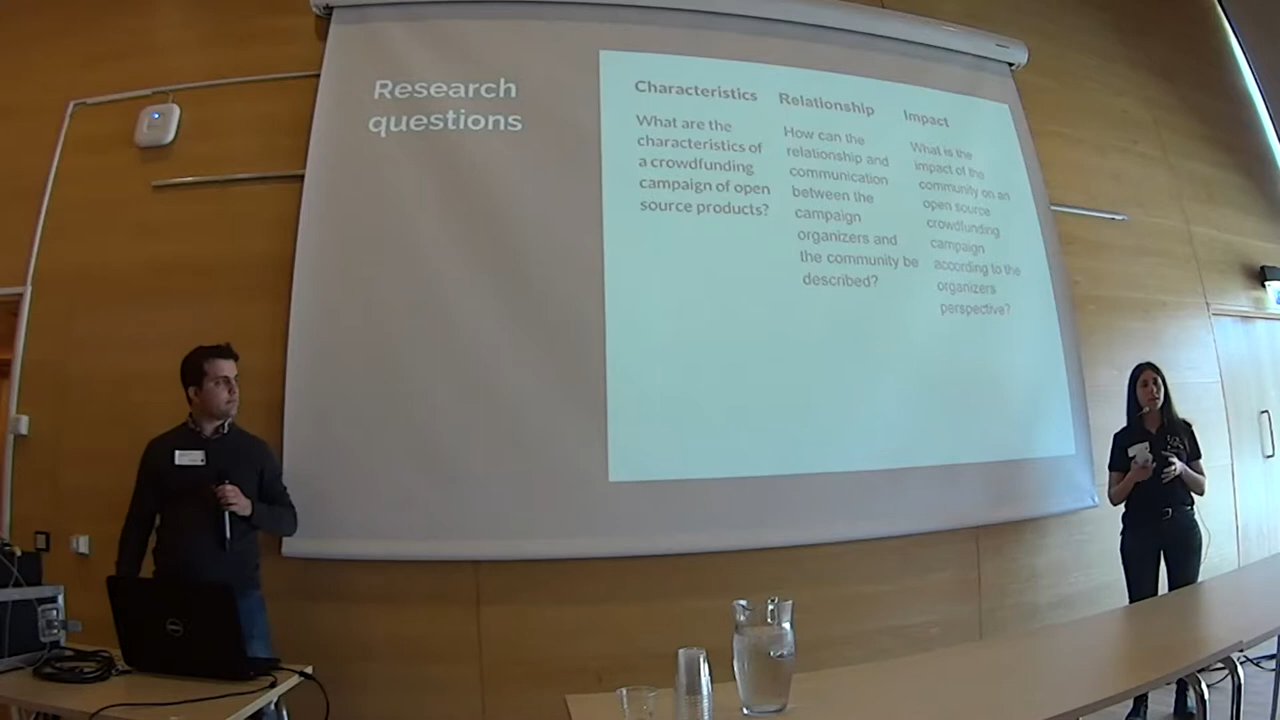 Research
questions
Characteristics
What are the
characteristics of
a crowdfunding
campaign of open
source products?
Relationship
How can the
relationship and
communication
between the
campaign
organizers and
the community be
described?
Impact
What is the
impact of the
community on an
open source
crowdfunding
campaign
according to the
organizers
perspective?
DELL